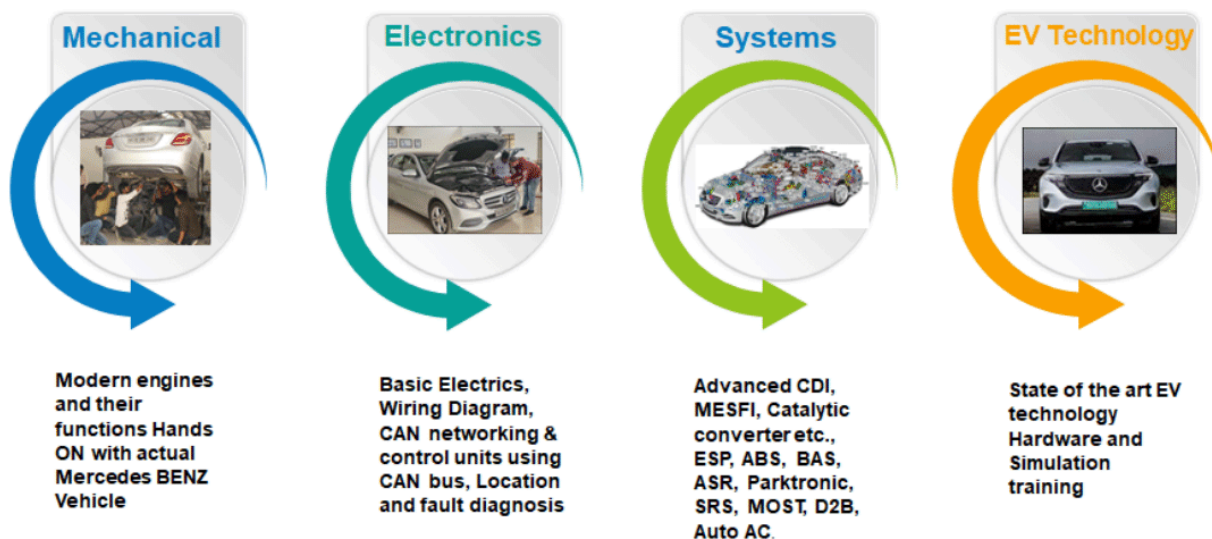 Mechanical
Modern engines
and their
functions Hands
ON with actual
Mercedes BENZ
Vehicle
Electronics
Basic Electrics,
Wiring Diagram,
CAN networking &
control units using
CAN bus, Location
and fault diagnosis
Systems
Advanced CDI,
MESFI, Catalytic
converter etc.,
ESP, ABS, BAS,
ASR, Parktronic,
SRS, MOST, D2B,
Auto AC.
EV Technology
State of the art EV
technology
Hardware and
Simulation
training